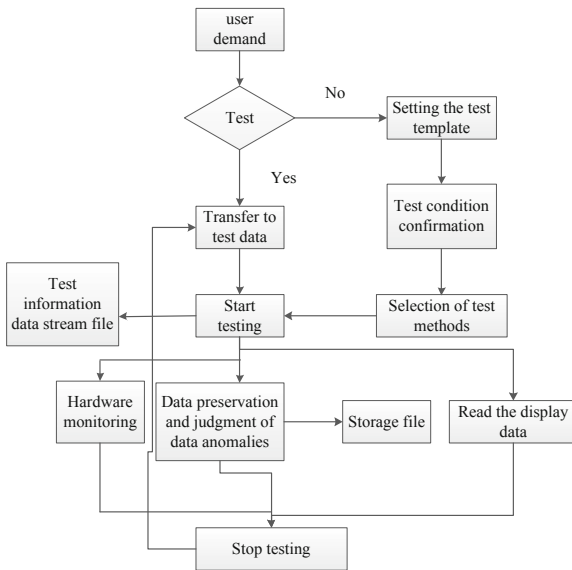 user
demand
No
Test
Setting the test
template
Yes
Transfer to
test data
Test condition
confirmation
Test
information
data stream file
Start
testing
Selection of test
methods
Hardware
monitoring
Data preservation
and judgment of
data anomalies
Storage file
Read the display
data
Stop testing